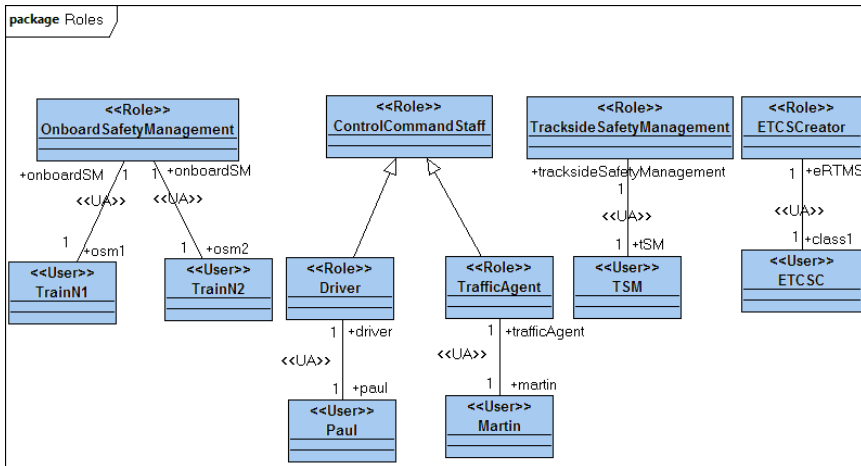 package Roles
<<Role>>
OnboardSafetyManagement
<<Role>>
ControlCommandStaff
<<Role>>
TracksideSafetyManagement
<<Role>>
ETCSCreator
+onboardSM
1
1
+onboardSM
<<UA>>
<<UA>>
1
+osm1
1
+osm2
+tracksideSafetyManagement
1
<<UA>>
1
+tSM
1
+eRTMS
<<UA>>
1
+class1
<<User>>
TrainN1
<<User>>
TrainN2
<<Role>>
Driver
<<Role>>
TrafficAgent
<<User>>
TSM
<<User>>
ETCSC
1
+driver
<<UA>>
1
+paul
1
+trafficAgent
<<UA>>
1
+martin
<<User>>
Paul
<<User>>
Martin